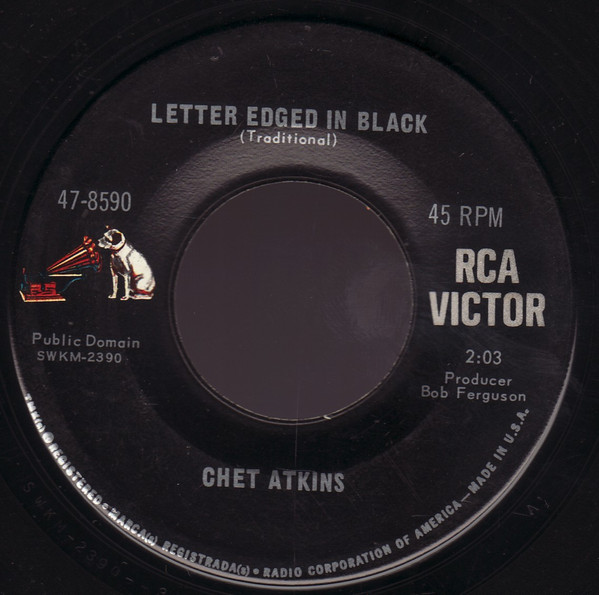 LETTER EDGED IN BLACK
(Traditional)
47-8590
45 RPM
RCA
VICTOR
Public Domain
SWKM-2390
2:03
Producer
Bob Ferguson
CHET ATKINS
TMK(s) ® REGISTERED • MARCA(s) REGISTRADA(s) • RADIO CORPORATION OF AMERICA—MADE IN U.S.A.